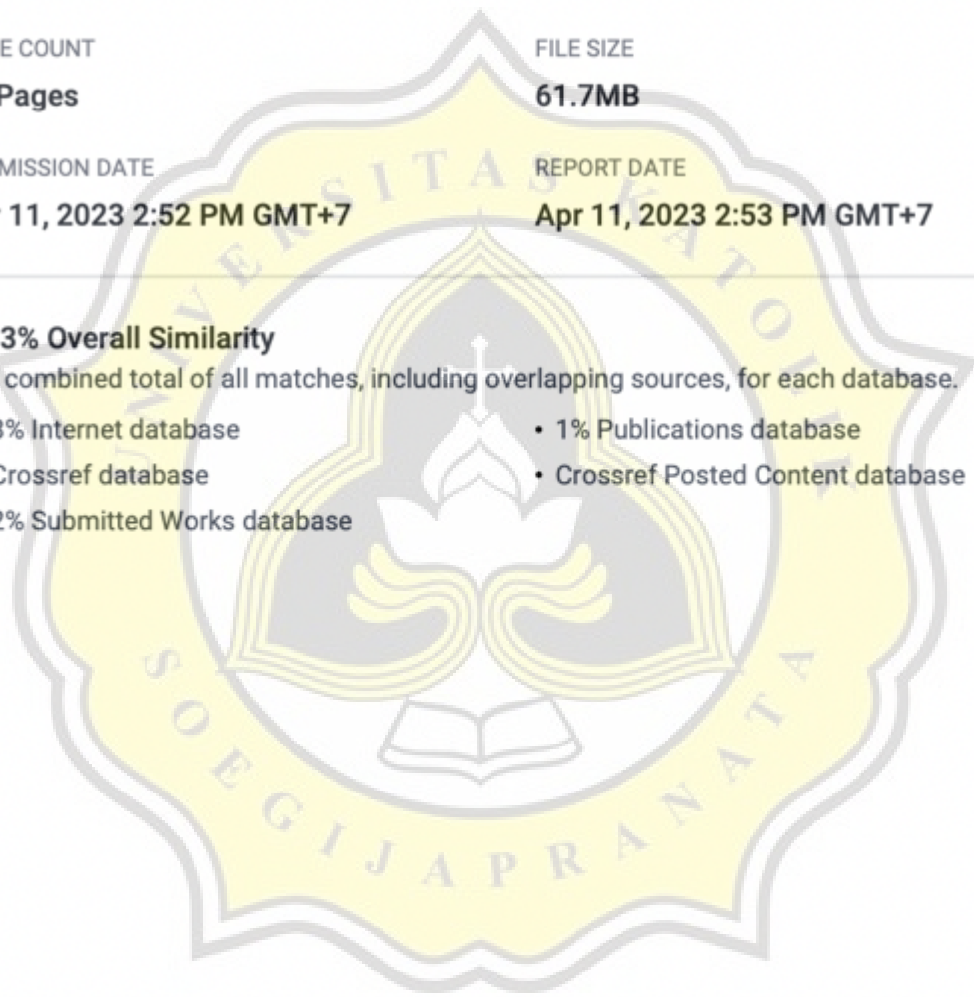 E COUNT
Pages
FILE SIZE
61.7MB
MISSION DATE
11, 2023 2:52 PM GMT+7
REPORT DATE
Apr 11, 2023 2:53 PM GMT+7
3% Overall Similarity
combined total of all matches, including overlapping sources, for each database.
3% Internet database
• 1% Publications database
Crossref database
• Crossref Posted Content database
2% Submitted Works database
UNIVERSITAS KATOLIK
SOEGIJAPRANATA